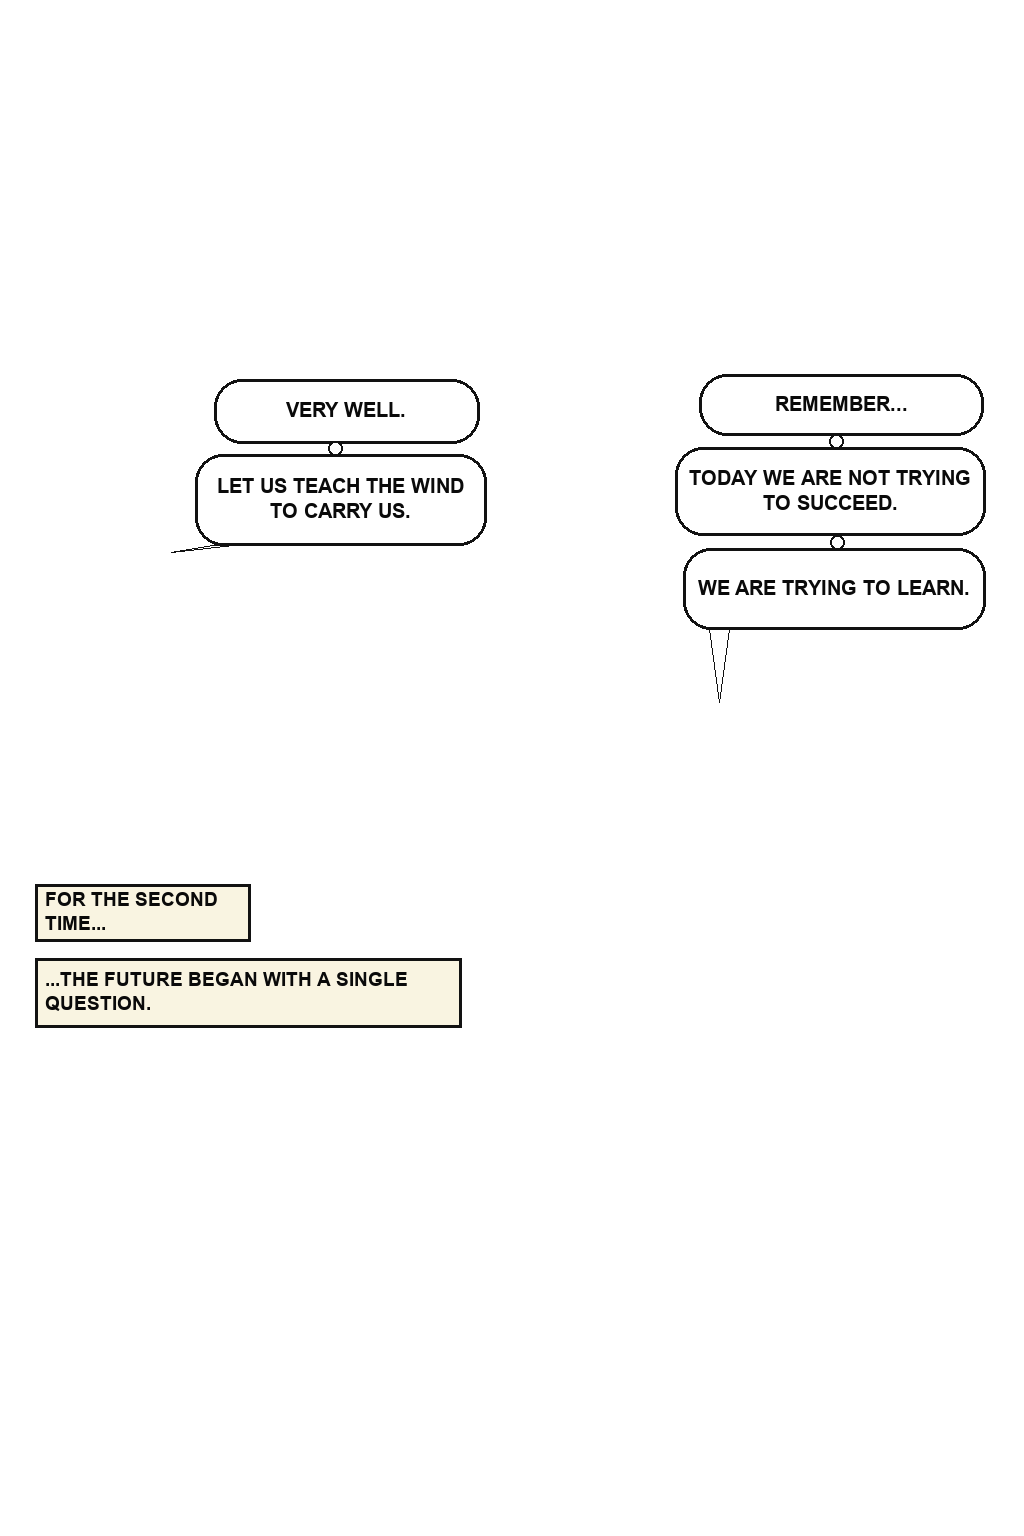 VERY WELL.
LET US TEACH THE WIND
TO CARRY US.
REMEMBER...
TODAY WE ARE NOT TRYING
TO SUCCEED.
WE ARE TRYING TO LEARN.
FOR THE SECOND
TIME...
...THE FUTURE BEGAN WITH A SINGLE
QUESTION.